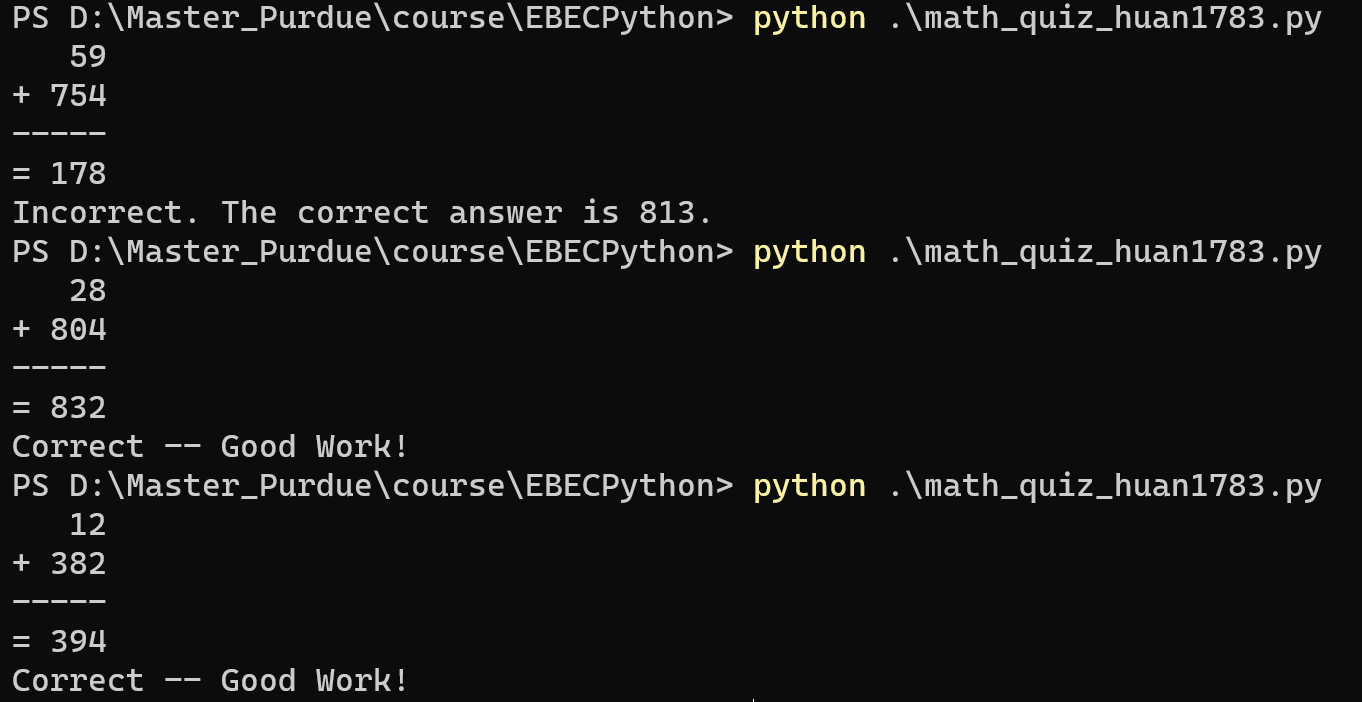 PS D:\Master_Purdue\course\EBECPython> python .\math_quiz_huan1783.py
   59
+ 754
-----
= 178
Incorrect. The correct answer is 813.
PS D:\Master_Purdue\course\EBECPython> python .\math_quiz_huan1783.py
   28
+ 804
-----
= 832
Correct -- Good Work!
PS D:\Master_Purdue\course\EBECPython> python .\math_quiz_huan1783.py
   12
+ 382
-----
= 394
Correct -- Good Work!